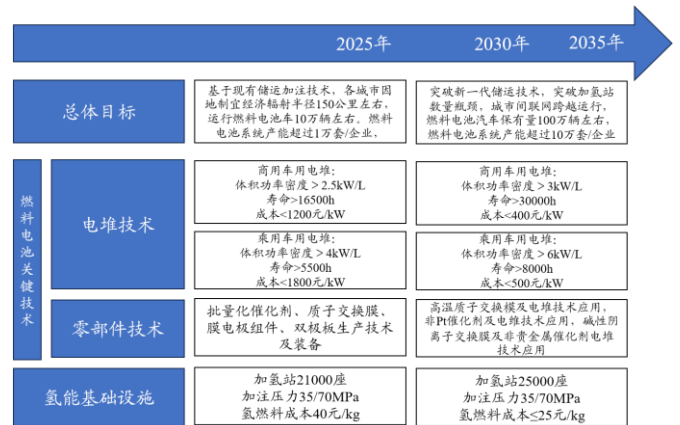 2025年
2030年
2035年
总体目标
基于现有储运加注技术，各城市因
地制宜经济辐射半径150公里左右，
运行燃料电池车10万辆左右。燃料
电池系统产能超过1万套/企业，
突破新一代储运技术，突破加氢站
数量瓶颈，城市间联网跨越运行，
燃料电池汽车保有量100万辆左右，
燃料电池系统产能超过10万套/企业
燃料电池关键技术
电堆技术
商用车用电堆：
体积功率密度＞2.5kW/L
寿命>16500h
成本<1200元/kW
商用车用电堆：
体积功率密度＞3kW/L
寿命>30000h
成本<400元/kW
乘用车用电堆：
体积功率密度＞4kW/L
寿命>5500h
成本<1800元/kW
乘用车用电堆：
体积功率密度＞6kW/L
寿命>8000h
成本<500元/kW
零部件技术
批量化催化剂、质子交换膜、
膜电极组件、双极板生产技术
及装备
高温质子交换模及电堆技术应用，
非Pt催化剂及电堆技术应用，碱性阴
离子交换膜及非贵金属催化剂电堆
技术应用
氢能基础设施
加氢站21000座
加注压力35/70MPa
氢燃料成本40元/kg
加氢站25000座
加注压力35/70MPa
氢燃料成本≤25元/kg